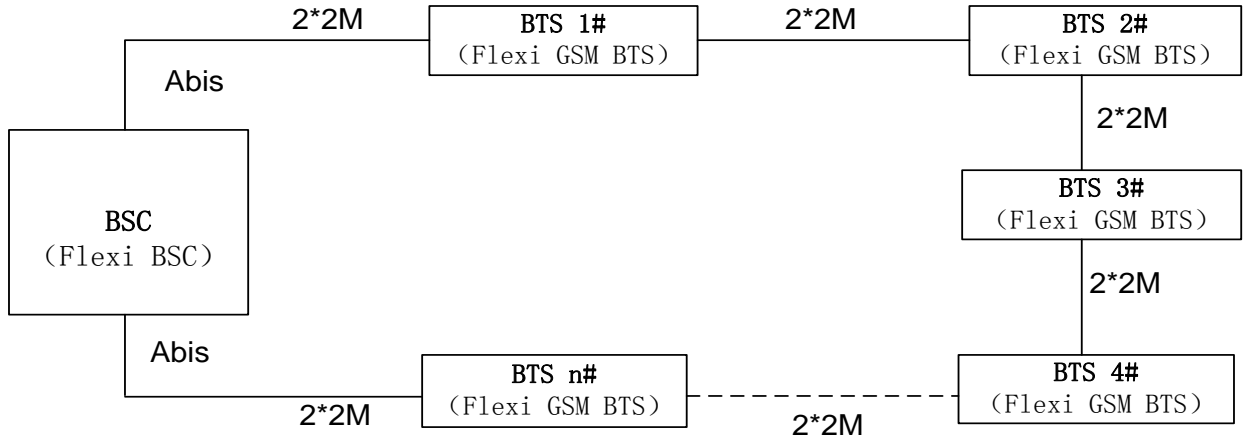 2*2M
BTS 1#
(Flexi GSM BTS)
2*2M
BTS 2#
(Flexi GSM BTS)
Abis
2*2M
BSC
(Flexi BSC)
BTS 3#
(Flexi GSM BTS)
2*2M
Abis
BTS n#
(Flexi GSM BTS)
BTS 4#
(Flexi GSM BTS)
2*2M
2*2M